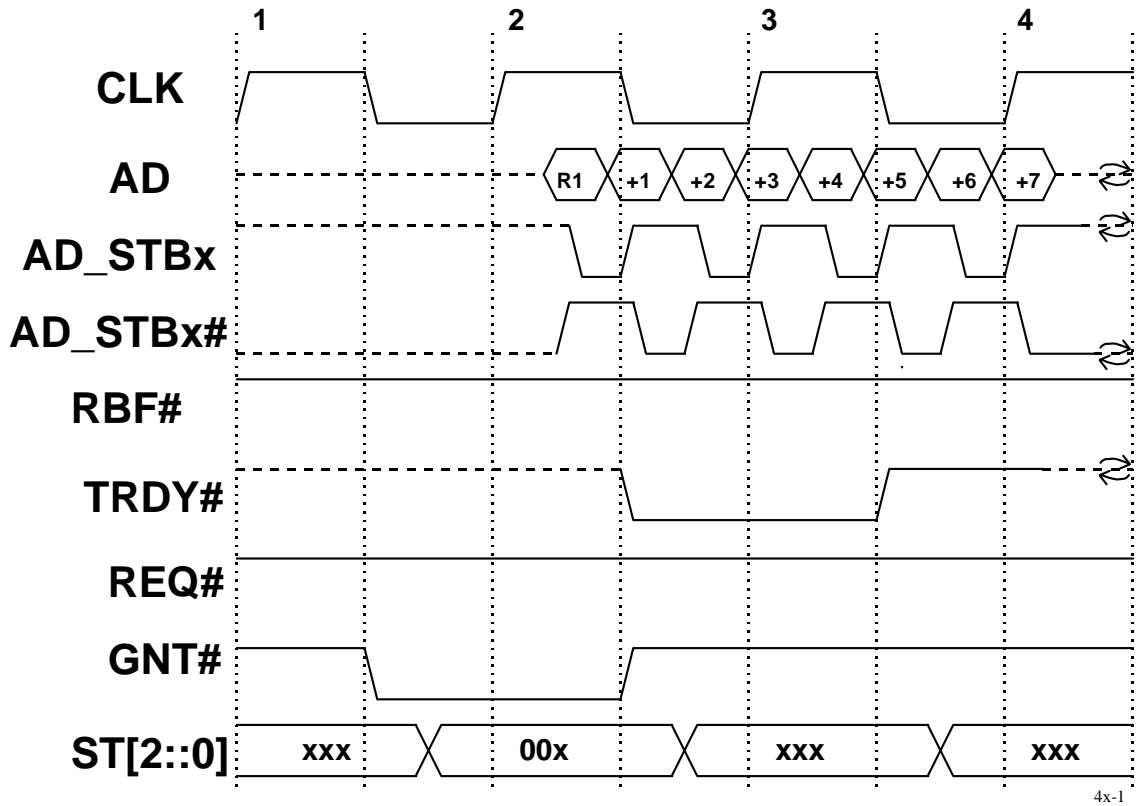 1 2 3 4
CLK
AD R1 +1 +2 +3 +4 +5 +6 +7
AD_STBx
AD_STBx#
RBF#
TRDY#
REQ#
GNT#
ST[2::0] xxx 00x xxx xxx
4x-1